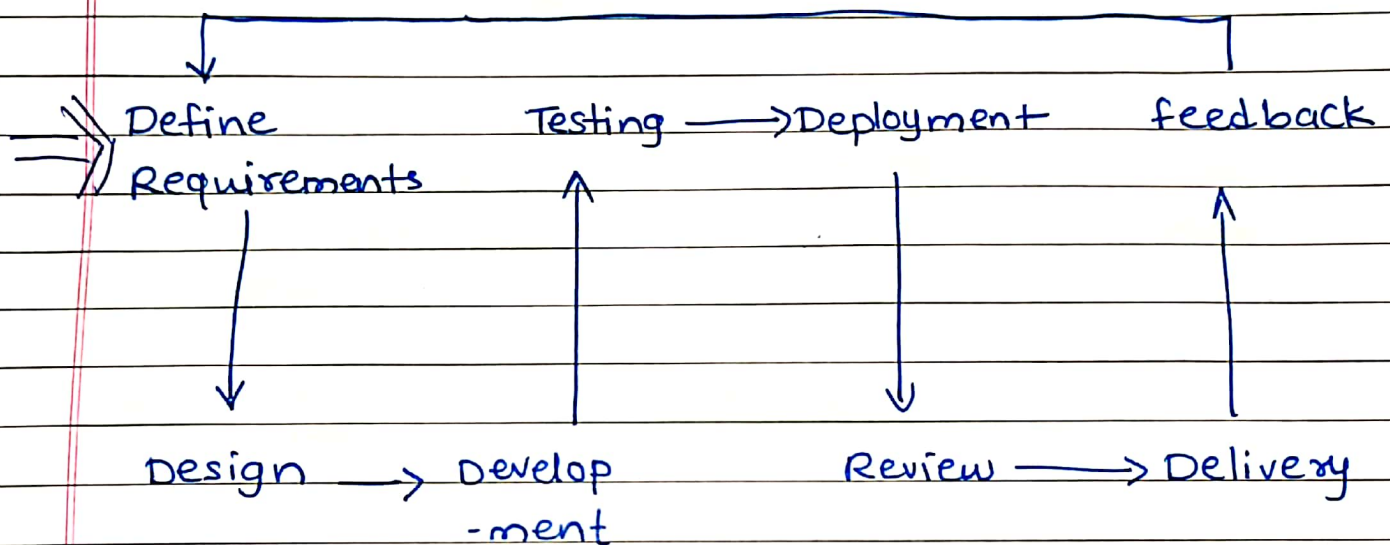 Define Testing Deployment feedback
Requirements
Design Develop Review Delivery
-ment